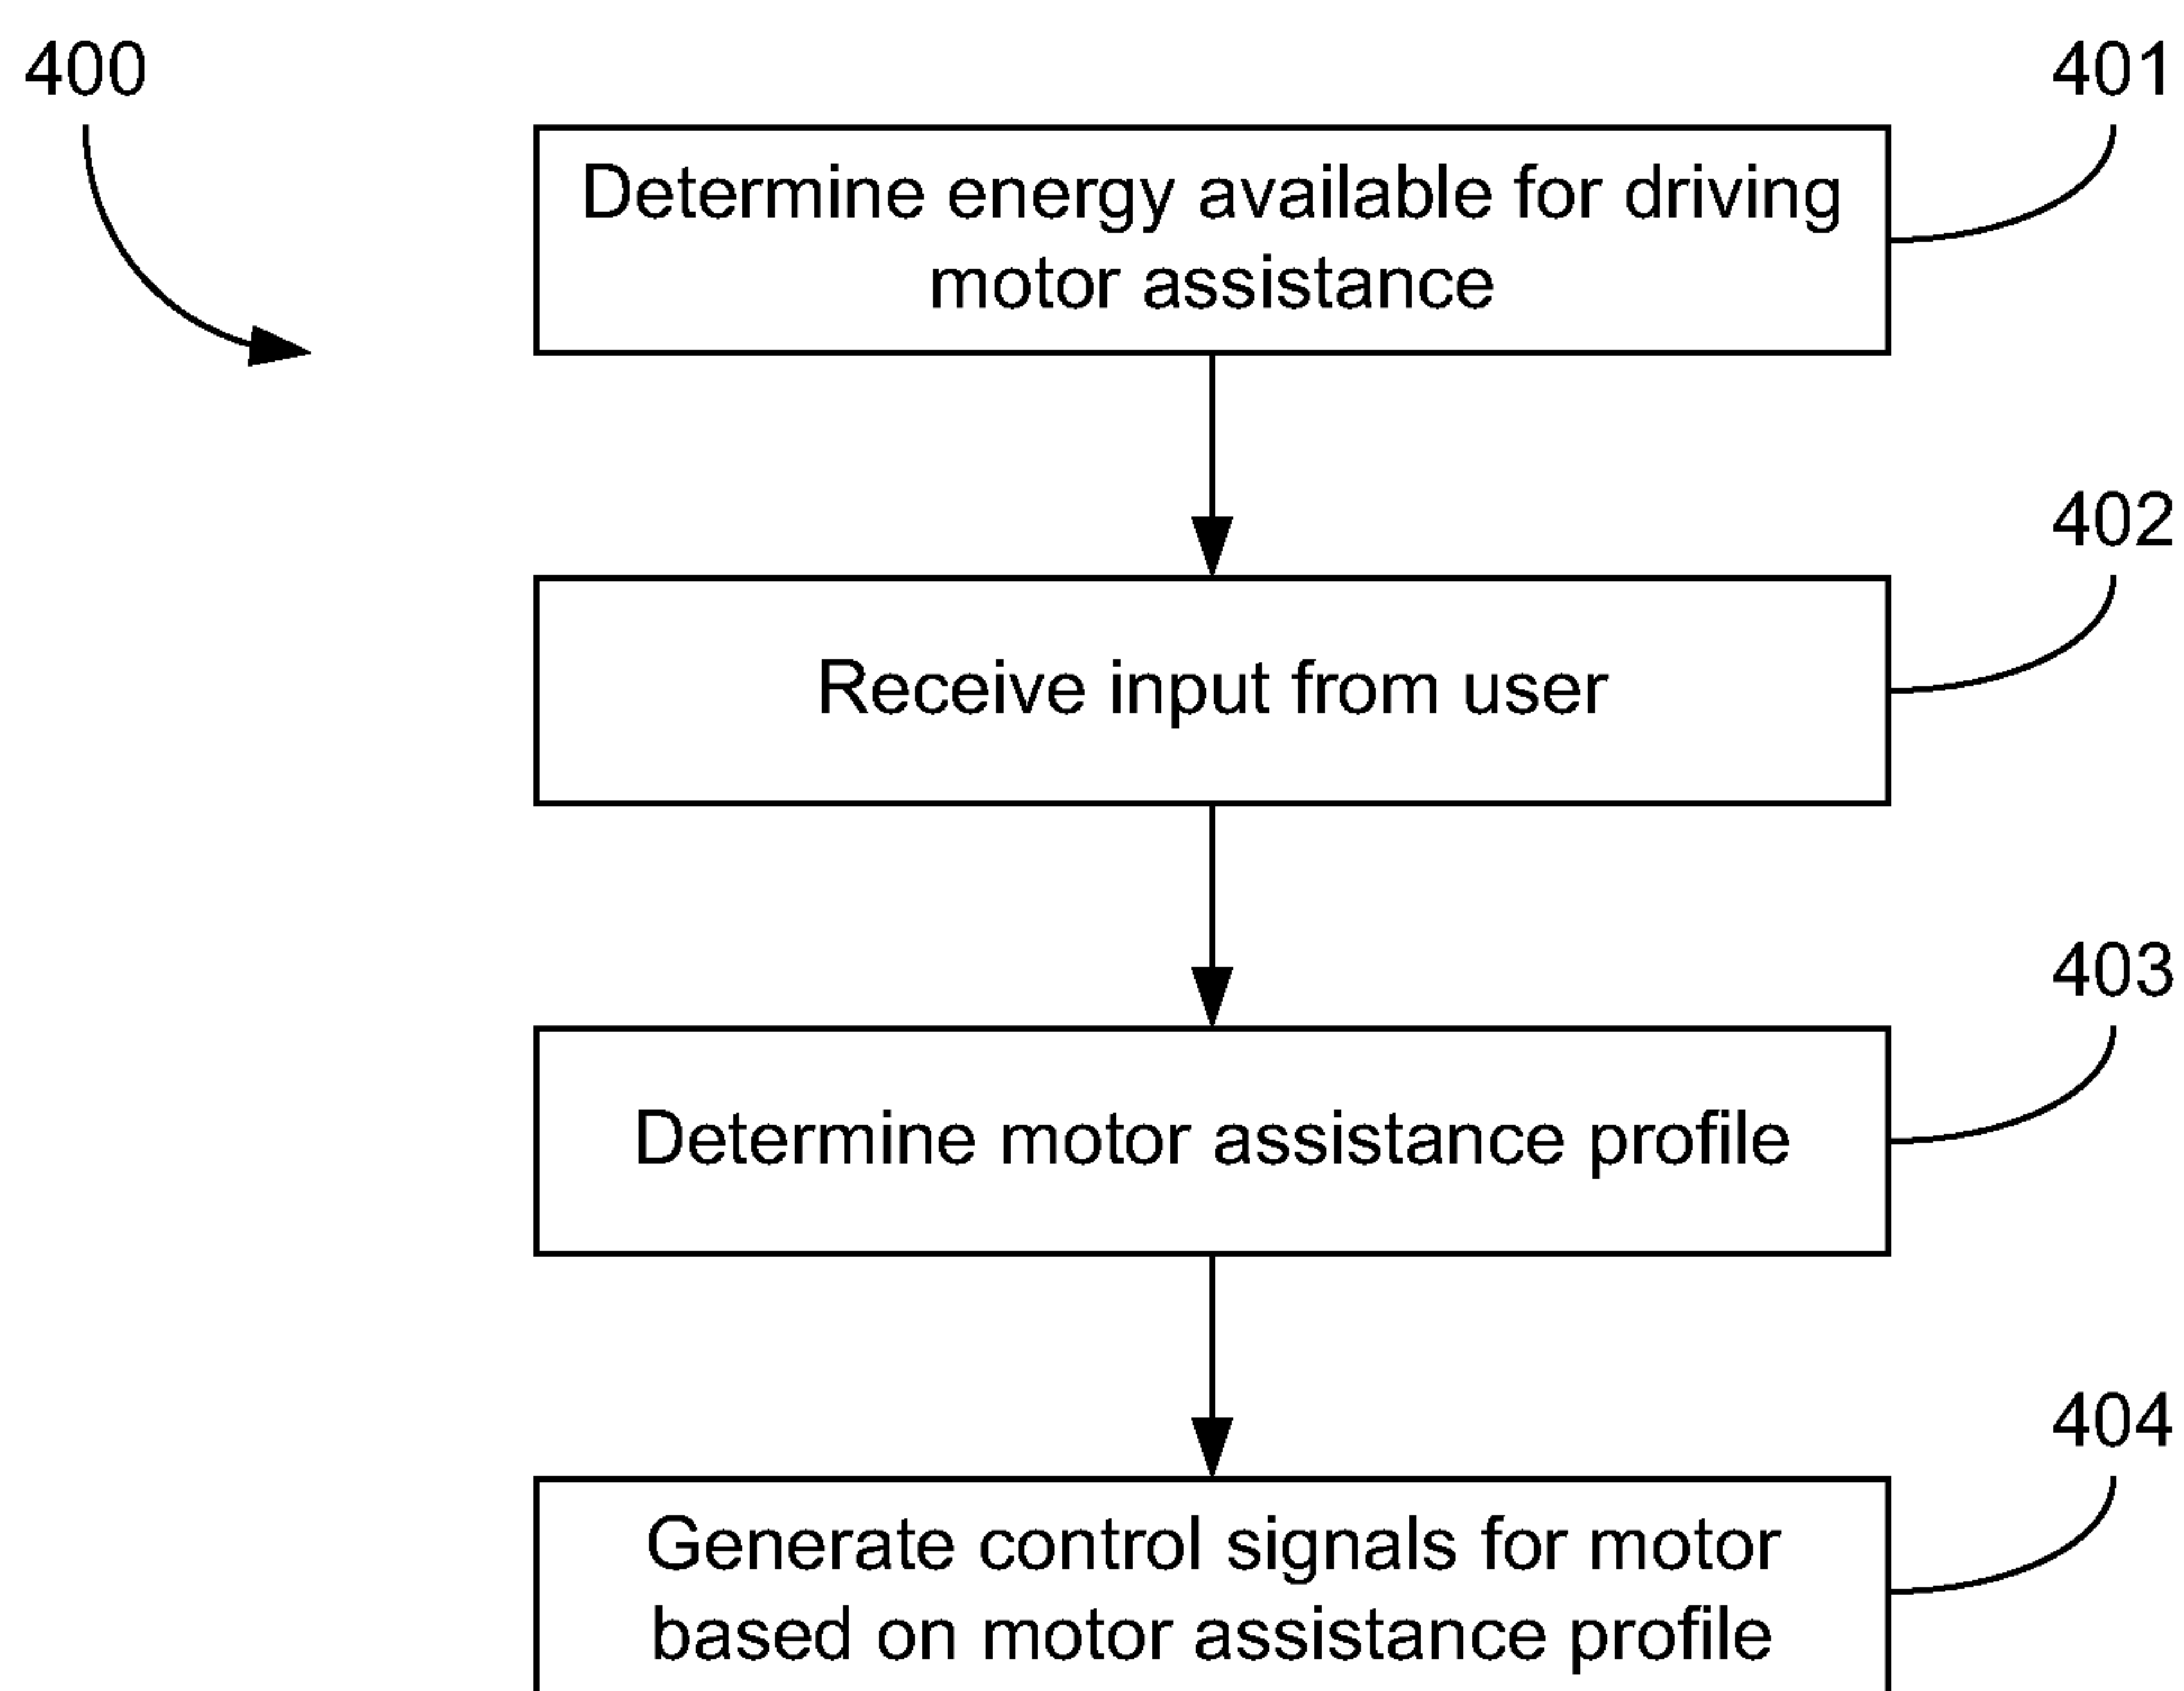 400
401
Determine energy available for driving
motor assistance
402
Receive input from user
403
Determine motor assistance profile
404
Generate control signals for motor
based on motor assistance profile